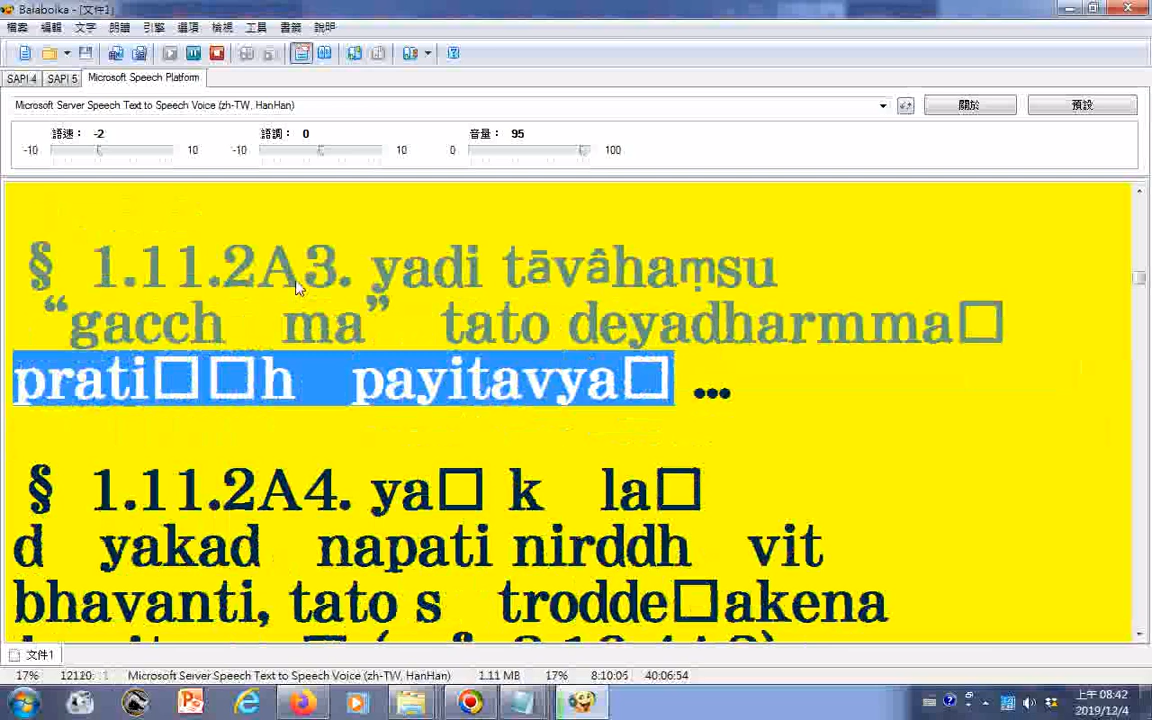 Balabolka - [文件1]
檔案 編輯 文字 朗讀 引擎 選項 檢視 工具 書籤 說明
SAPI 4 SAPI 5 Microsoft Speech Platform
Microsoft Server Speech Text to Speech Voice (zh-TW, HanHan) 關於 預設
語速： -2 語調： 0 音量： 95
-10 10 -10 10 0 100
§ 1.11.2A3. yadi tāvâhaṃsu
“gacch ma” tato deyadharmma□
prati□□h payitavya□ ...
§ 1.11.2A4. ya□ k la□
d yakad napati nirddh vit
bhavanti, tato s trodde□akena
文件1
17% 12120: 1 Microsoft Server Speech Text to Speech Voice (zh-TW, HanHan) 1.11 MB 17% 8:10:05 40:06:54
上午 08:42
2019/12/4